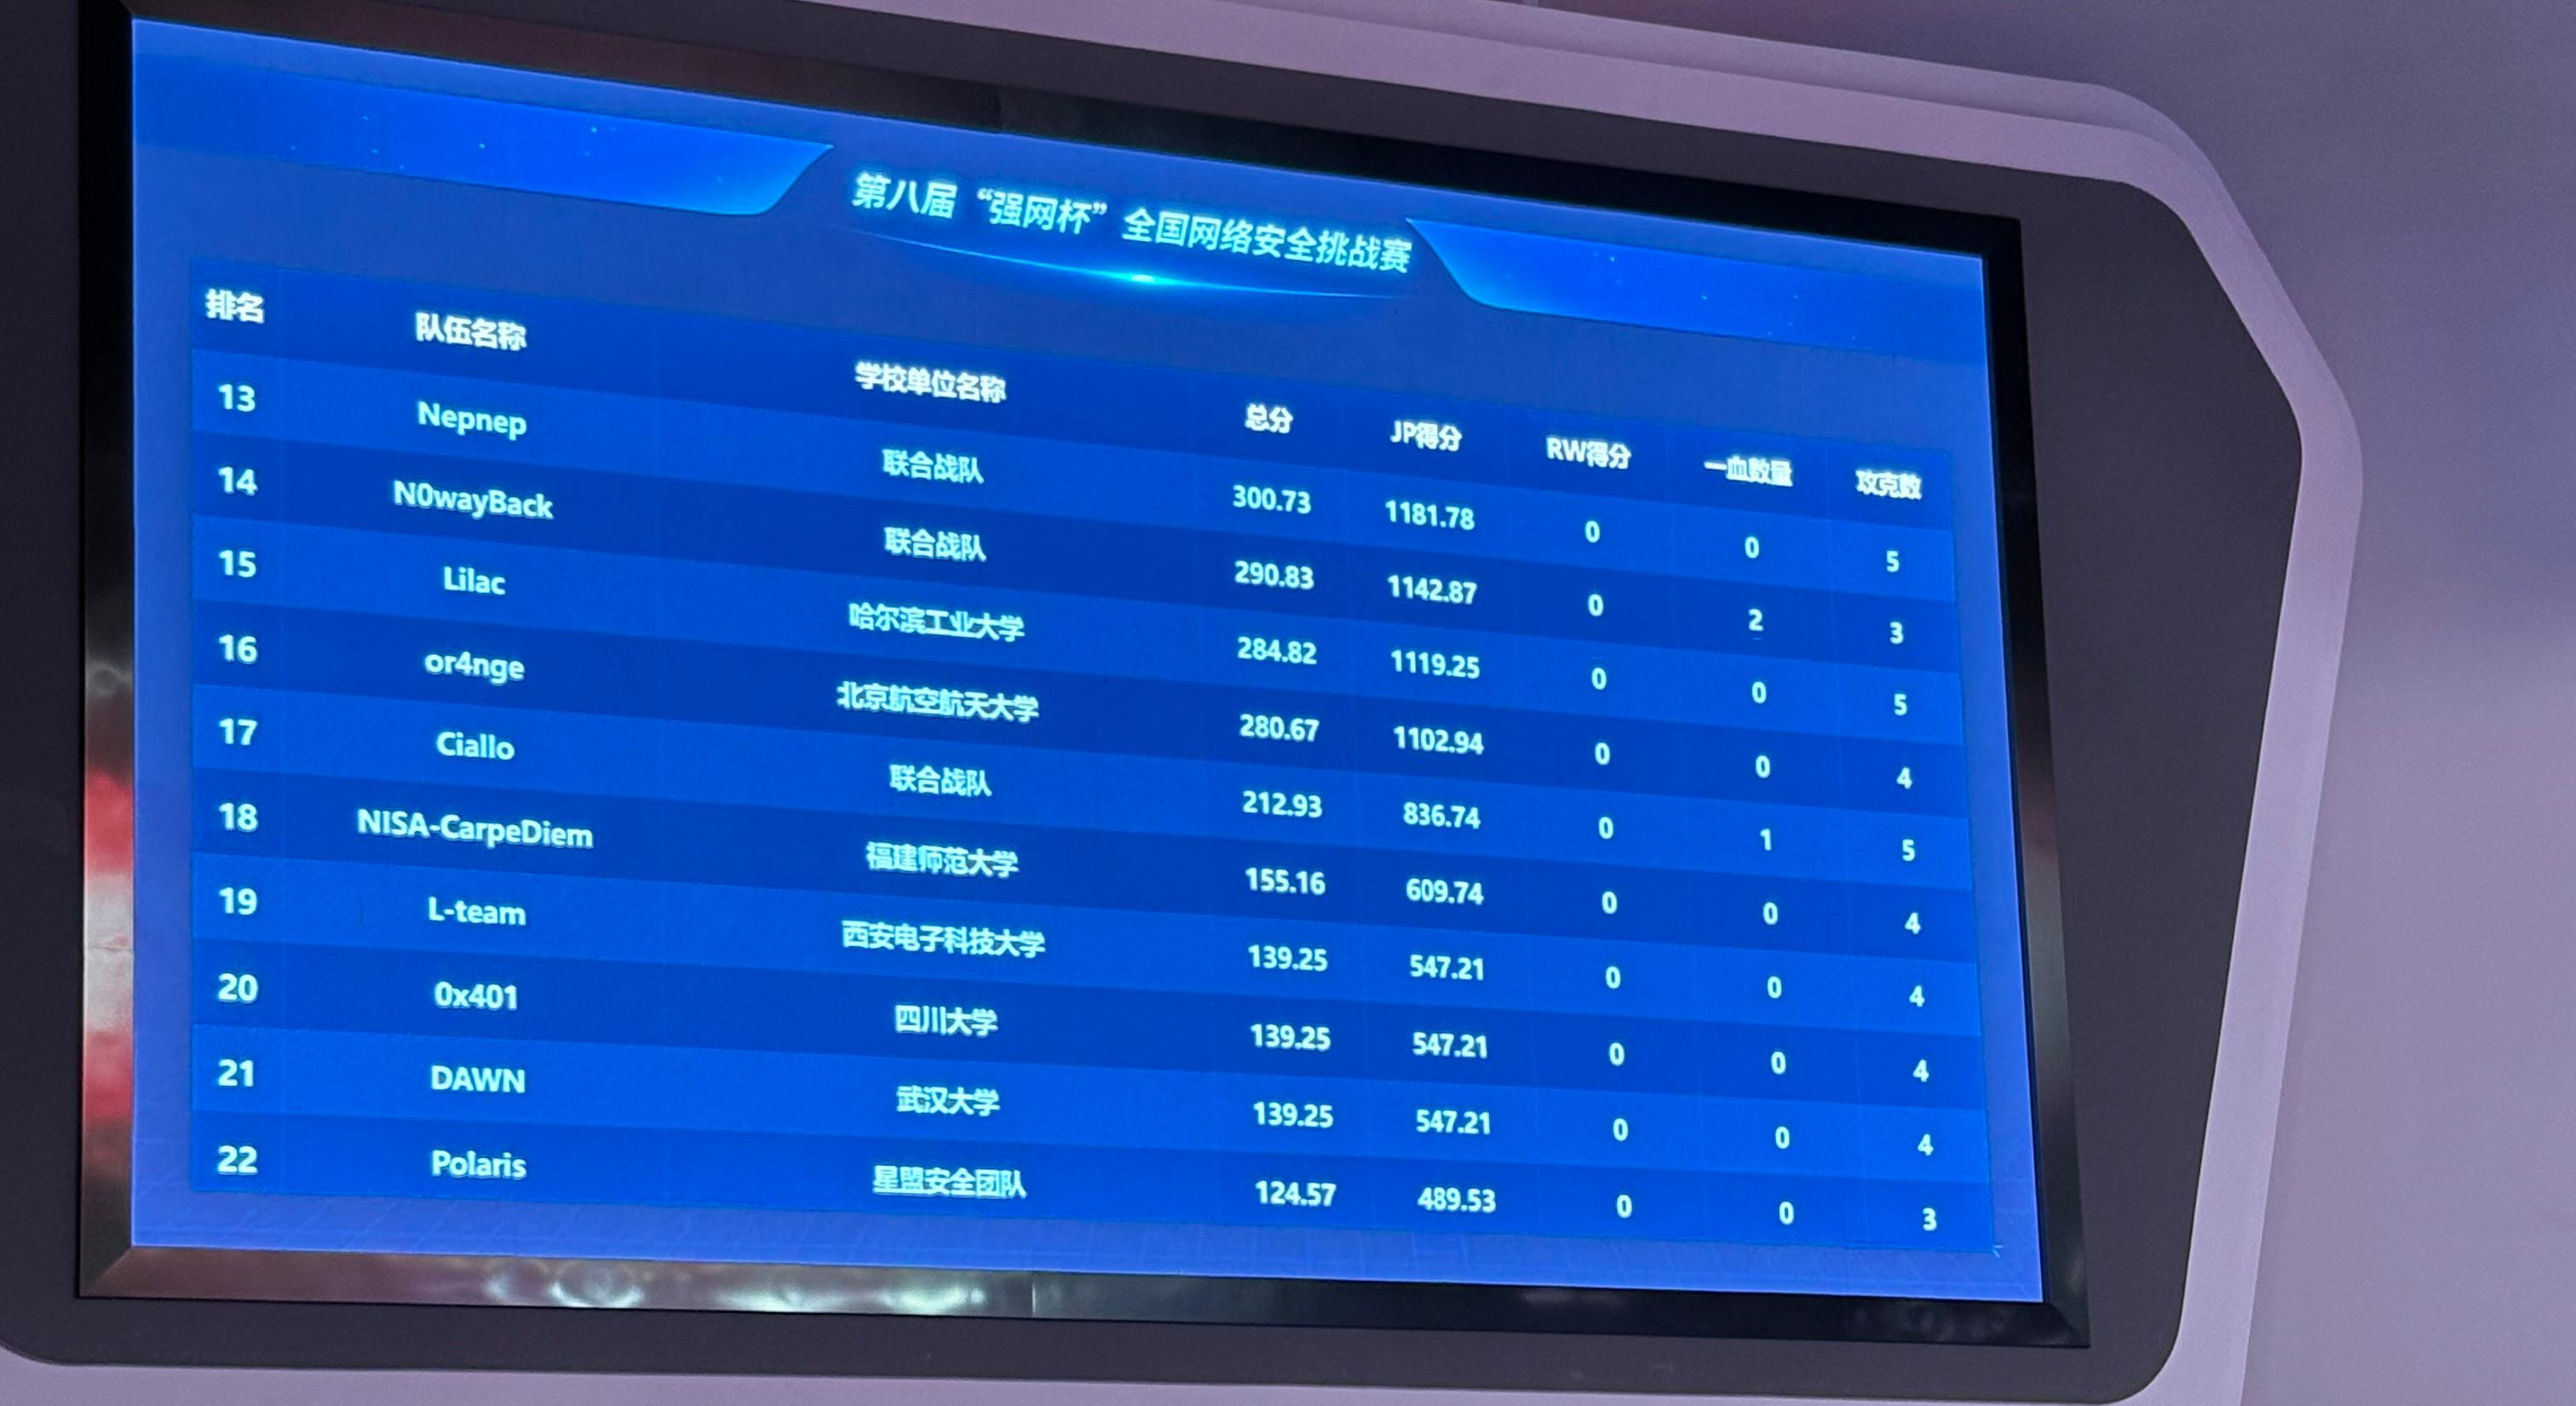 第八届 “强网杯” 全国网络安全挑战赛
排名 队伍名称 学校单位名称 总分 JP得分 RW得分 一血数量 攻克数
13 Nepnep 联合战队 300.73 1181.78 0 0 5
14 N0wayBack 联合战队 290.83 1142.87 0 2 3
15 Lilac 哈尔滨工业大学 284.82 1119.25 0 0 5
16 or4nge 北京航空航天大学 280.67 1102.94 0 0 4
17 Ciallo 联合战队 212.93 836.74 0 1 5
18 NISA-CarpeDiem 福建师范大学 155.16 609.74 0 0 4
19 L-team 西安电子科技大学 139.25 547.21 0 0 4
20 0x401 四川大学 139.25 547.21 0 0 4
21 DAWN 武汉大学 139.25 547.21 0 0 4
22 Polaris 星盟安全团队 124.57 489.53 0 0 3